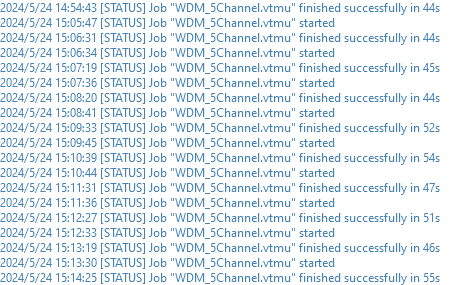 2024/5/24 14:54:43 [STATUS] Job "WDM_5Channel.vtmu" finished successfully in 44s
2024/5/24 15:05:47 [STATUS] Job "WDM_5Channel.vtmu" started
2024/5/24 15:06:31 [STATUS] Job "WDM_5Channel.vtmu" finished successfully in 44s
2024/5/24 15:06:34 [STATUS] Job "WDM_5Channel.vtmu" started
2024/5/24 15:07:19 [STATUS] Job "WDM_5Channel.vtmu" finished successfully in 45s
2024/5/24 15:07:36 [STATUS] Job "WDM_5Channel.vtmu" started
2024/5/24 15:08:20 [STATUS] Job "WDM_5Channel.vtmu" finished successfully in 44s
2024/5/24 15:08:41 [STATUS] Job "WDM_5Channel.vtmu" started
2024/5/24 15:09:33 [STATUS] Job "WDM_5Channel.vtmu" finished successfully in 52s
2024/5/24 15:09:45 [STATUS] Job "WDM_5Channel.vtmu" started
2024/5/24 15:10:39 [STATUS] Job "WDM_5Channel.vtmu" finished successfully in 54s
2024/5/24 15:10:44 [STATUS] Job "WDM_5Channel.vtmu" started
2024/5/24 15:11:31 [STATUS] Job "WDM_5Channel.vtmu" finished successfully in 47s
2024/5/24 15:11:36 [STATUS] Job "WDM_5Channel.vtmu" started
2024/5/24 15:12:27 [STATUS] Job "WDM_5Channel.vtmu" finished successfully in 51s
2024/5/24 15:12:33 [STATUS] Job "WDM_5Channel.vtmu" started
2024/5/24 15:13:19 [STATUS] Job "WDM_5Channel.vtmu" finished successfully in 46s
2024/5/24 15:13:30 [STATUS] Job "WDM_5Channel.vtmu" started
2024/5/24 15:14:25 [STATUS] Job "WDM_5Channel.vtmu" finished successfully in 55s